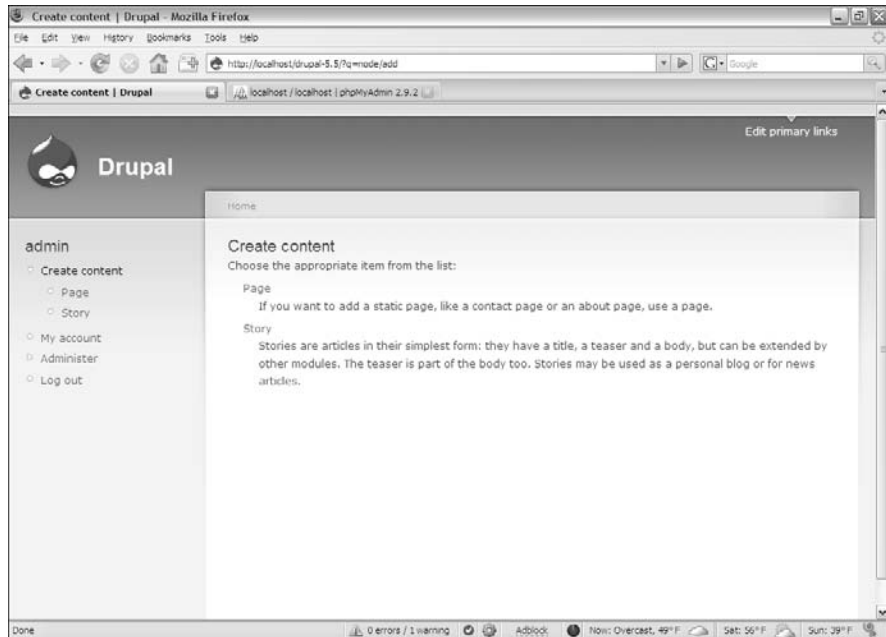 Create content | Drupal - Mozilla Firefox
File Edit View History Bookmarks Tools Help
http://localhost/drupal-5.5/?q=node/add
Google
Create content | Drupal
localhost / localhost | phpMyAdmin 2.9.2
Edit primary links
Drupal
Home
admin
Create content
Page
Story
My account
Administer
Log out
Create content
Choose the appropriate item from the list:
Page
If you want to add a static page, like a contact page or an about page, use a page.
Story
Stories are articles in their simplest form: they have a title, a teaser and a body, but can be extended by
other modules. The teaser is part of the body too. Stories may be used as a personal blog or for news
articles.
Done
0 errors / 1 warning
Adblock
Now: Overcast, 49° F
Sat: 56° F
Sun: 39° F